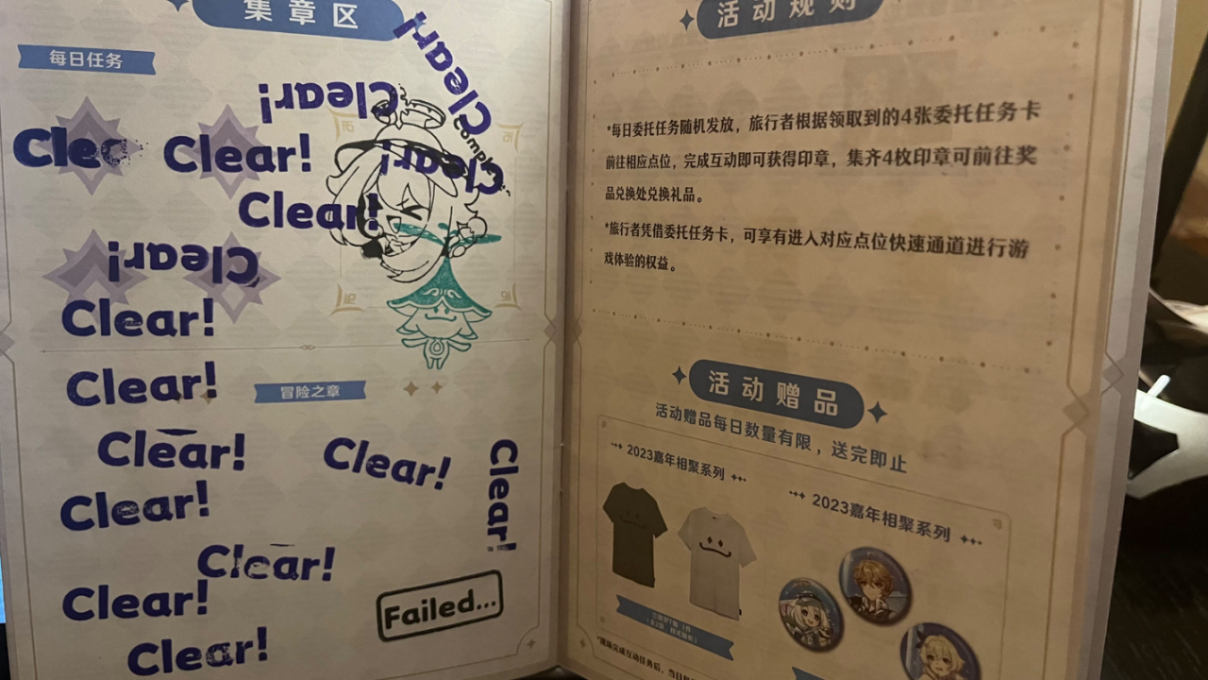 集章区
每日任务
Clear!
Clear!
Complete
Clec
Clear!
Clear!
Clear!
Clear!
Clear!
Clear!
冒险之章
Clear!
Clear!
Clear!
Clear!
Clear!
Clear!
Clear!
Failed...
Clear!
活动规则
*每日委托任务随机发放，旅行者根据领取到的4张委托任务卡
前往相应点位，完成互动即可获得印章，集齐4枚印章可前往奖
品兑换处兑换礼品。
*旅行者凭借委托任务卡，可享有进入对应点位快速通道进行游
戏体验的权益。
活动赠品
活动赠品每日数量有限，送完即止
2023嘉年相聚系列
2023嘉年相聚系列